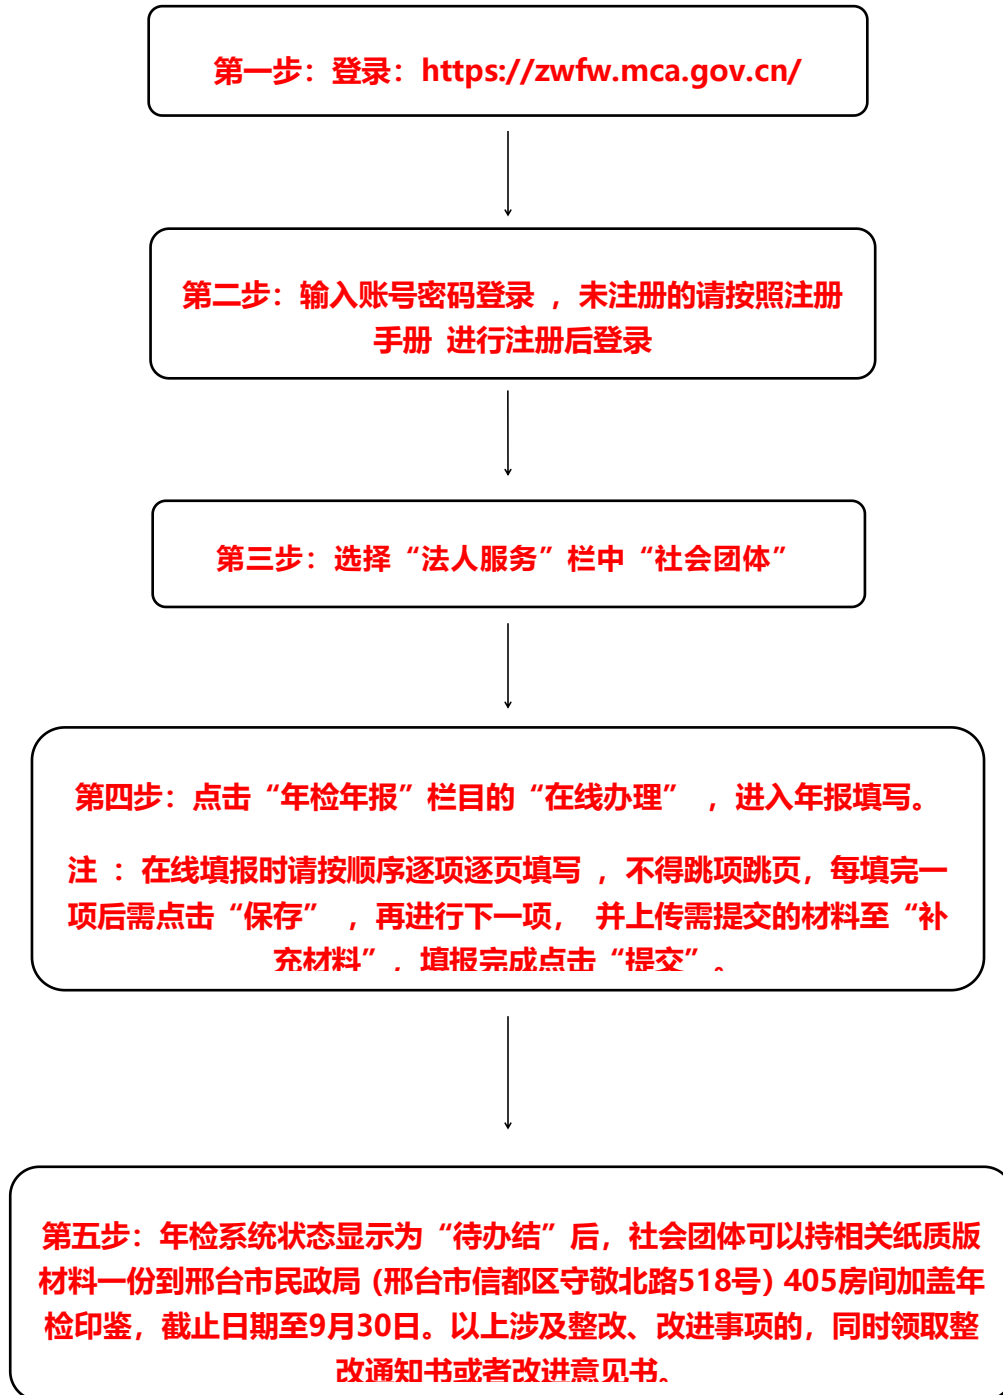 第一步：登录：https://zwfw.mca.gov.cn/
第二步：输入账号密码登录 ，未注册的请按照注册
手册 进行注册后登录
第三步：选择“法人服务”栏中“社会团体”
第四步：点击“年检年报”栏目的“在线办理” ，进入年报填写。
注 ：在线填报时请按顺序逐项逐页填写 ，不得跳项跳页，每填完一
项后需点击“保存” ，再进行下一项， 并上传需提交的材料至“补
充材料” ，填报完成点击“提交” 。
第五步：年检系统状态显示为“待办结”后，社会团体可以持相关纸质版
材料一份到邢台市民政局（邢台市信都区守敬北路518号）405房间加盖年
检印鉴，截止日期至9月30日。以上涉及整改、改进事项的，同时领取整
改通知书或者改进意见书。